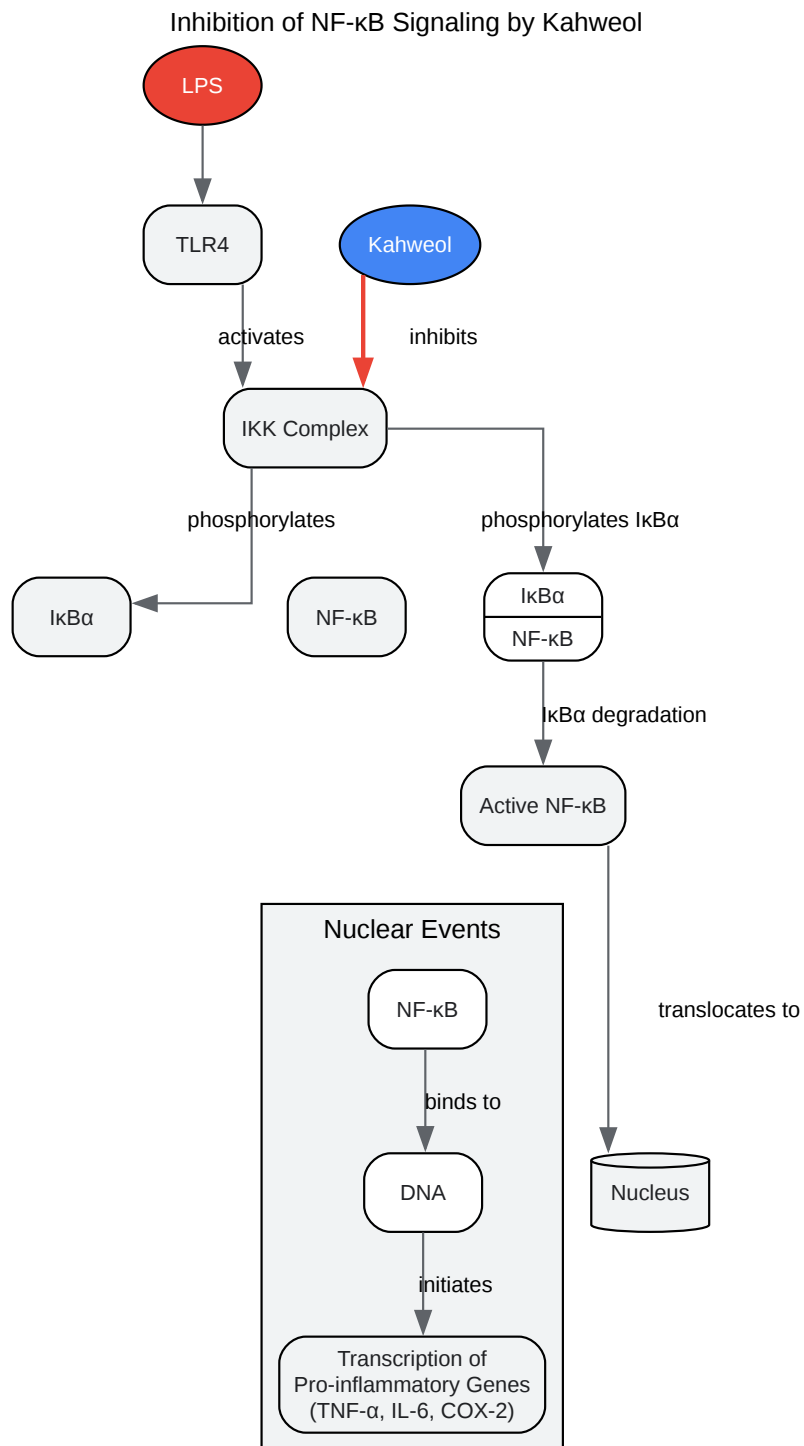 Inhibition of NF-κB Signaling by Kahweol
LPS
TLR4
Kahweol
activates
inhibits
IKK Complex
phosphorylates
phosphorylates IκBα
IκBα
NF-κB
IκBα
NF-κB
IκBα degradation
Active NF-κB
Nuclear Events
NF-κB
translocates to
binds to
DNA
Nucleus
initiates
Transcription of
Pro-inflammatory Genes
(TNF-α, IL-6, COX-2)